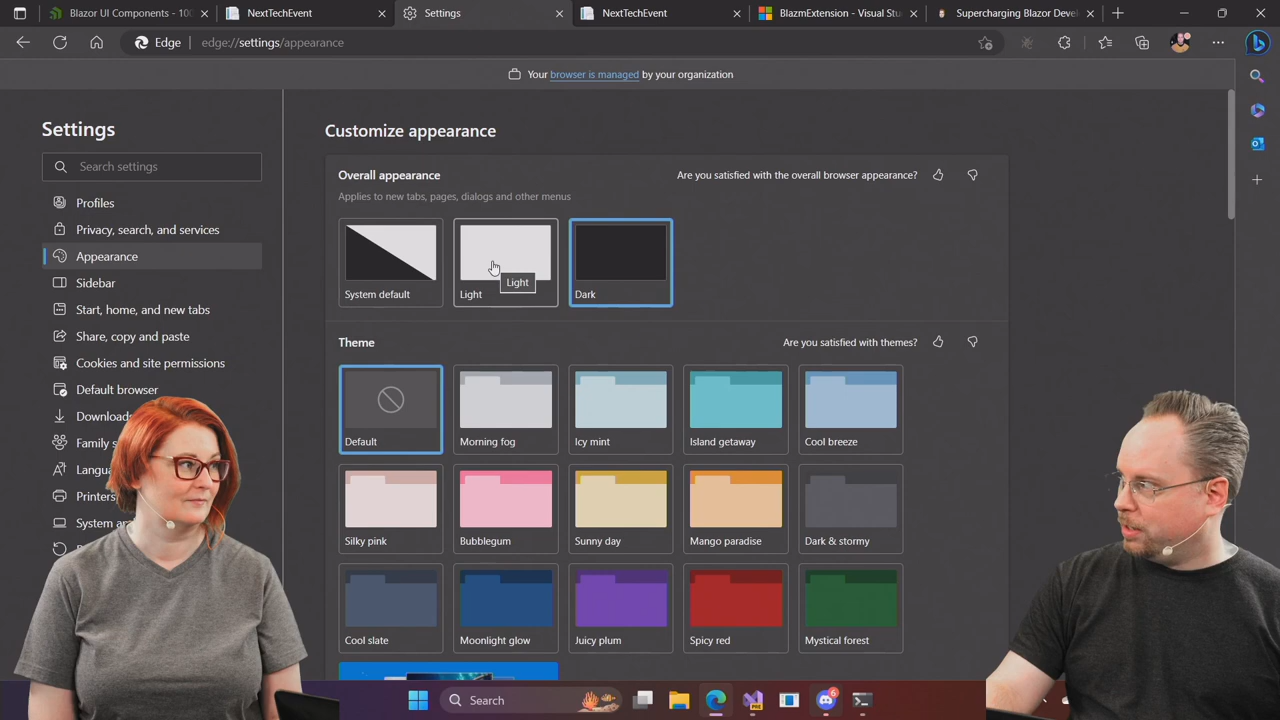 Blazor UI Components - 10
NextTechEvent
Settings
NextTechEvent
BlazmExtension - Visual Stu
Supercharging Blazor Devel
Edge
edge://settings/appearance
Your browser is managed by your organization
Settings
Search settings
Profiles
Privacy, search, and services
Appearance
Sidebar
Start, home, and new tabs
Share, copy and paste
Cookies and site permissions
Default browser
Downloads
Family s
Langu
Printers
System a
Customize appearance
Overall appearance
Are you satisfied with the overall browser appearance?
Applies to new tabs, pages, dialogs and other menus
System default
Light
Light
Dark
Theme
Are you satisfied with themes?
Default
Morning fog
Icy mint
Island getaway
Cool breeze
Silky pink
Bubblegum
Sunny day
Mango paradise
Dark & stormy
Cool slate
Moonlight glow
Juicy plum
Spicy red
Mystical forest
Search
6